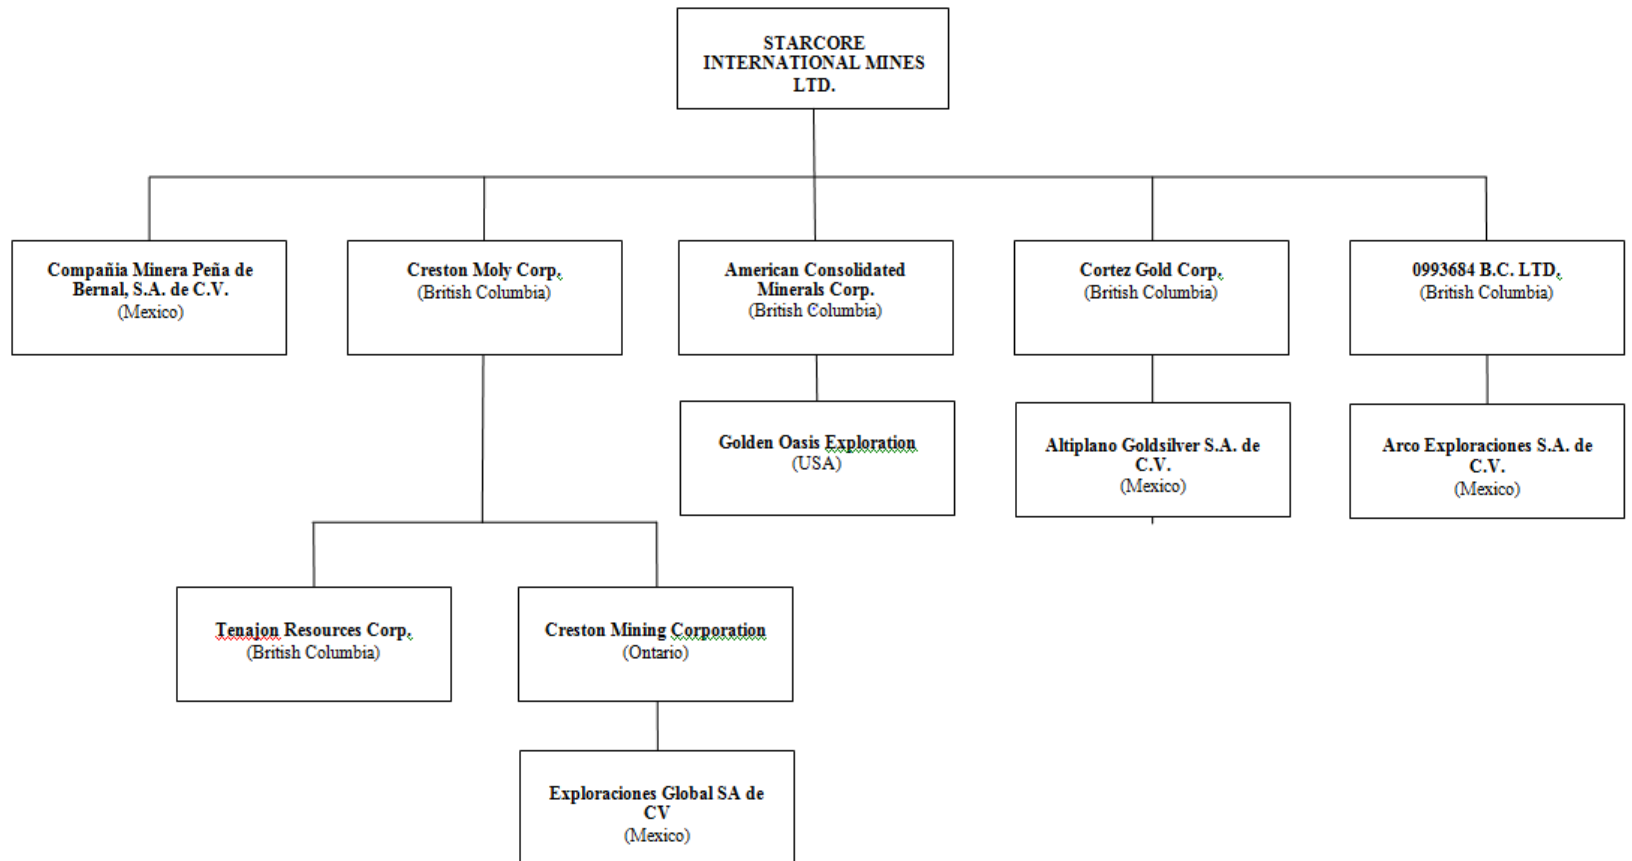 STARCORE
INTERNATIONAL MINES
LTD.
Compañia Minera Peña de
Bernal, S.A. de C.V.
(Mexico)
Creston Moly Corp.
(British Columbia)
American Consolidated
Minerals Corp.
(British Columbia)
Cortez Gold Corp.
(British Columbia)
0993684 B.C. LTD.
(British Columbia)
Golden Oasis Exploration
(USA)
Altiplano Goldsilver S.A. de
C.V.
(Mexico)
Arco Exploraciones S.A. de
C.V.
(Mexico)
Tenajon Resources Corp.
(British Columbia)
Creston Mining Corporation
(Ontario)
Exploraciones Global SA de
CV
(Mexico)